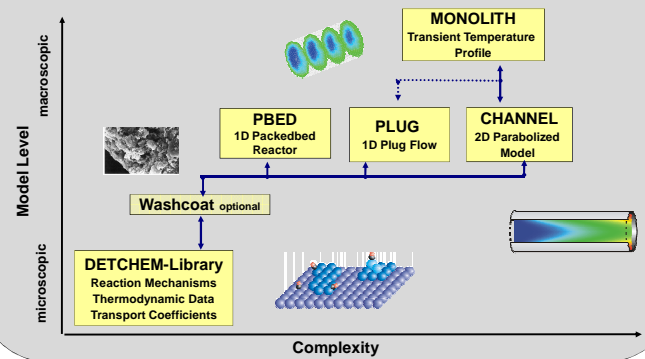 MONOLITH
Transient Temperature
Profile
macroscopic
PBED
1D Packedbed
Reactor
PLUG
1D Plug Flow
CHANNEL
2D Parabolized
Model
Model Level
Washcoat optional
microscopic
DETCHEM-Library
Reaction Mechanisms
Thermodynamic Data
Transport Coefficients
Complexity